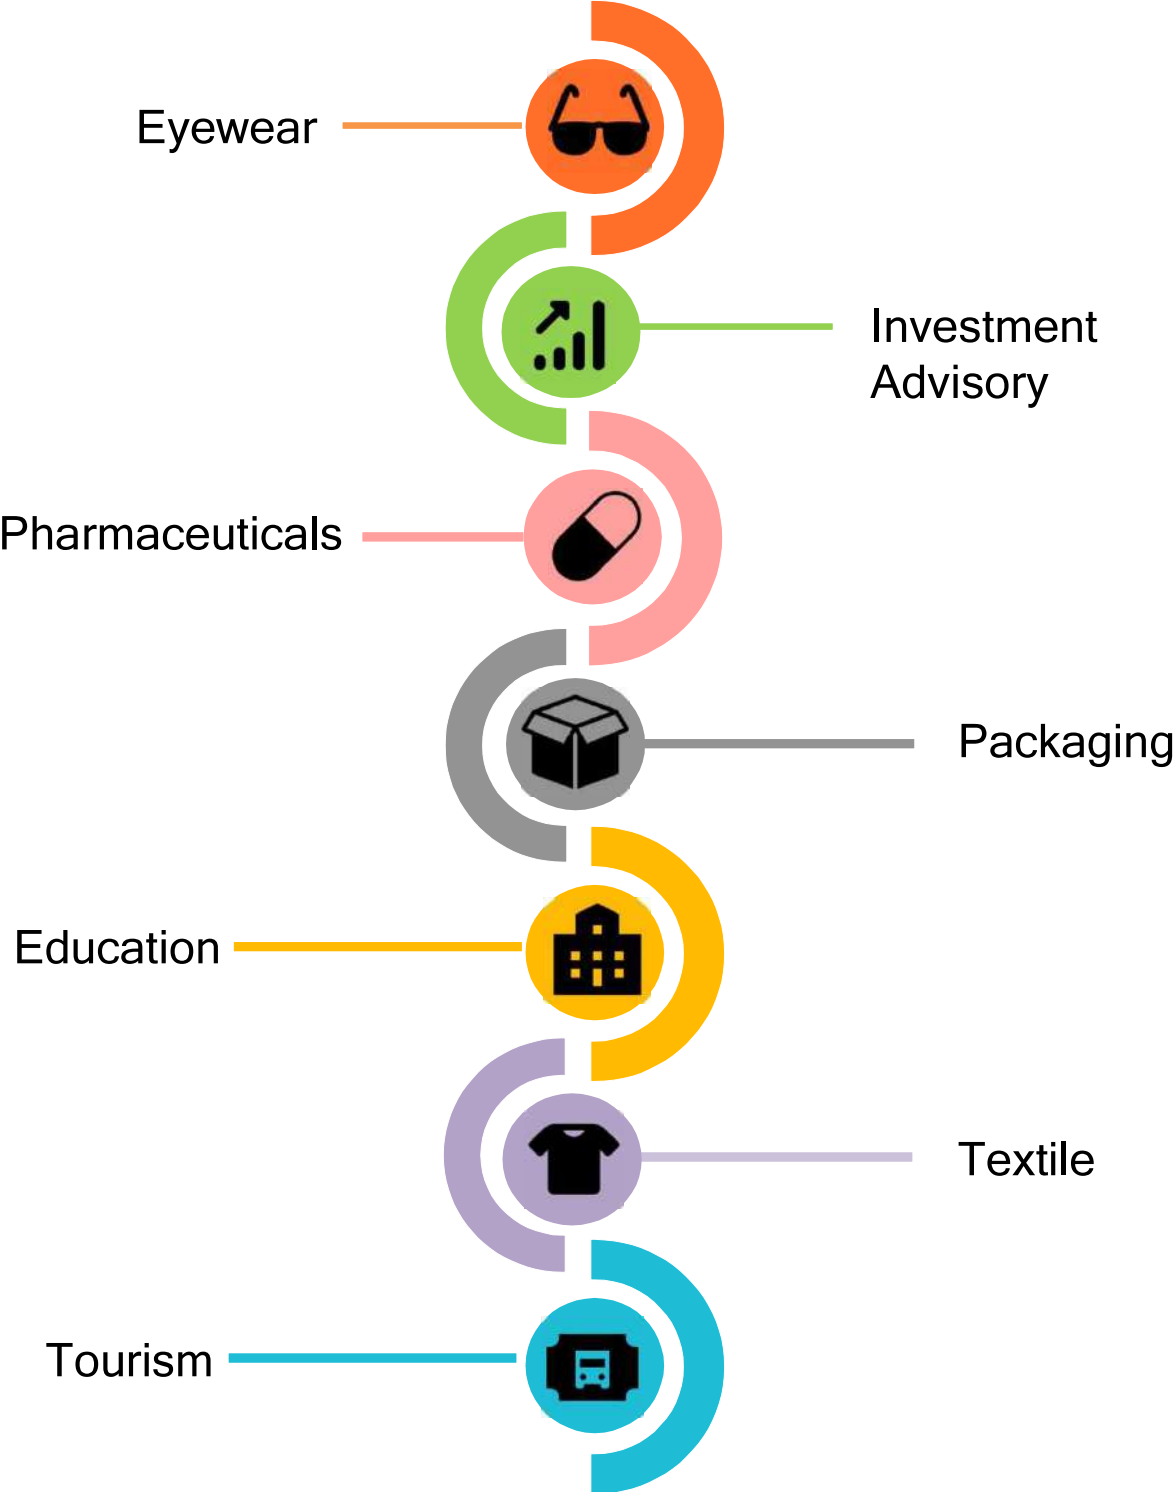 Eyewear
Investment
Advisory
Pharmaceuticals
Packaging
Education
Textile
Tourism